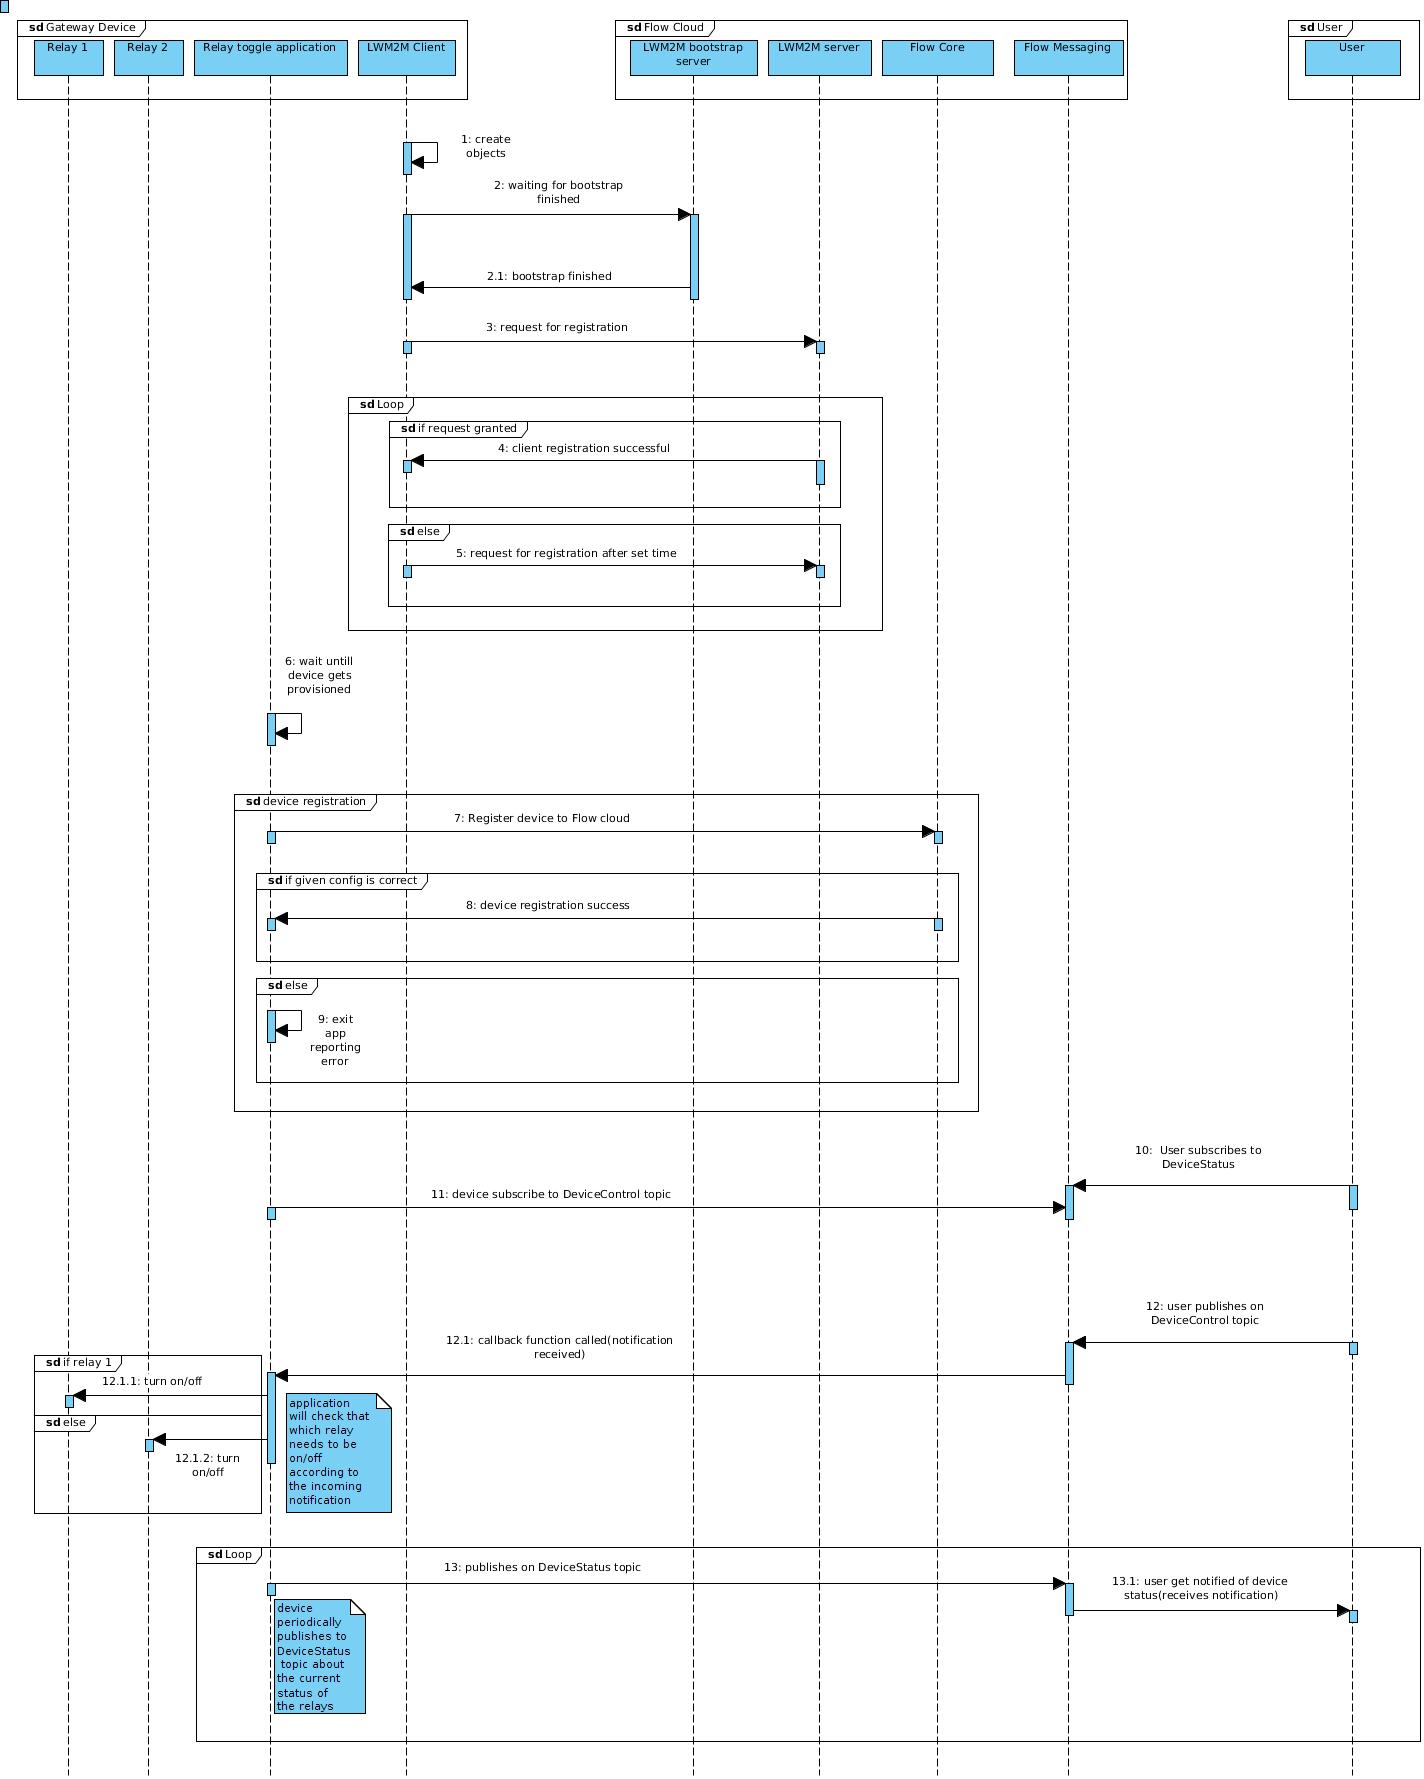 sd Gateway Device
sd Flow Cloud
sd User
Relay 1
Relay 2
Relay toggle application
LWM2M Client
LWM2M bootstrap
server
LWM2M server
Flow Core
Flow Messaging
User
1: create
objects
2: waiting for bootstrap
finished
2.1: bootstrap finished
3: request for registration
sd Loop
sd if request granted
4: client registration successful
sd else
5: request for registration after set time
6: wait untill
device gets
provisioned
sd device registration
7: Register device to Flow cloud
sd if given config is correct
8: device registration success
sd else
9: exit
app
reporting
error
10:  User subscribes to
DeviceStatus
11: device subscribe to DeviceControl topic
12: user publishes on
DeviceControl topic
12.1: callback function called(notification
received)
sd if relay 1
12.1.1: turn on/off
sd else
12.1.2: turn
on/off
application
will check that
which relay
needs to be
on/off
according to
the incoming
notification
sd Loop
13: publishes on DeviceStatus topic
13.1: user get notified of device
status(receives notification)
device
periodically
publishes to
DeviceStatus
topic about
the current
status of
the relays